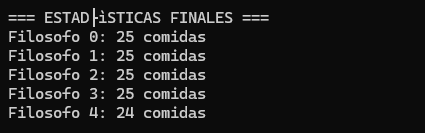 === ESTAD├ìSTICAS FINALES ===
Filosofo 0: 25 comidas
Filosofo 1: 25 comidas
Filosofo 2: 25 comidas
Filosofo 3: 25 comidas
Filosofo 4: 24 comidas